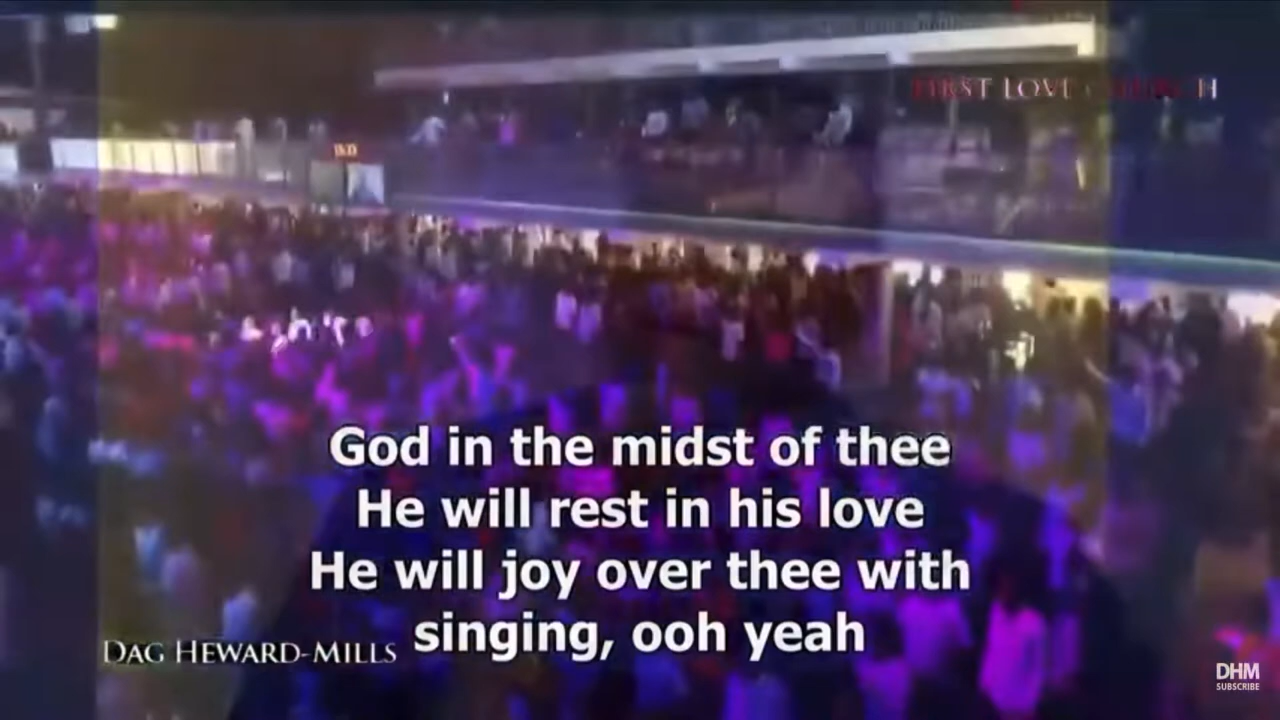 FIRST LOVE CHURCH
God in the midst of thee
He will rest in his love
He will joy over thee with
singing, ooh yeah
DAG HEWARD-MILLS
DHM
SUBSCRIBE